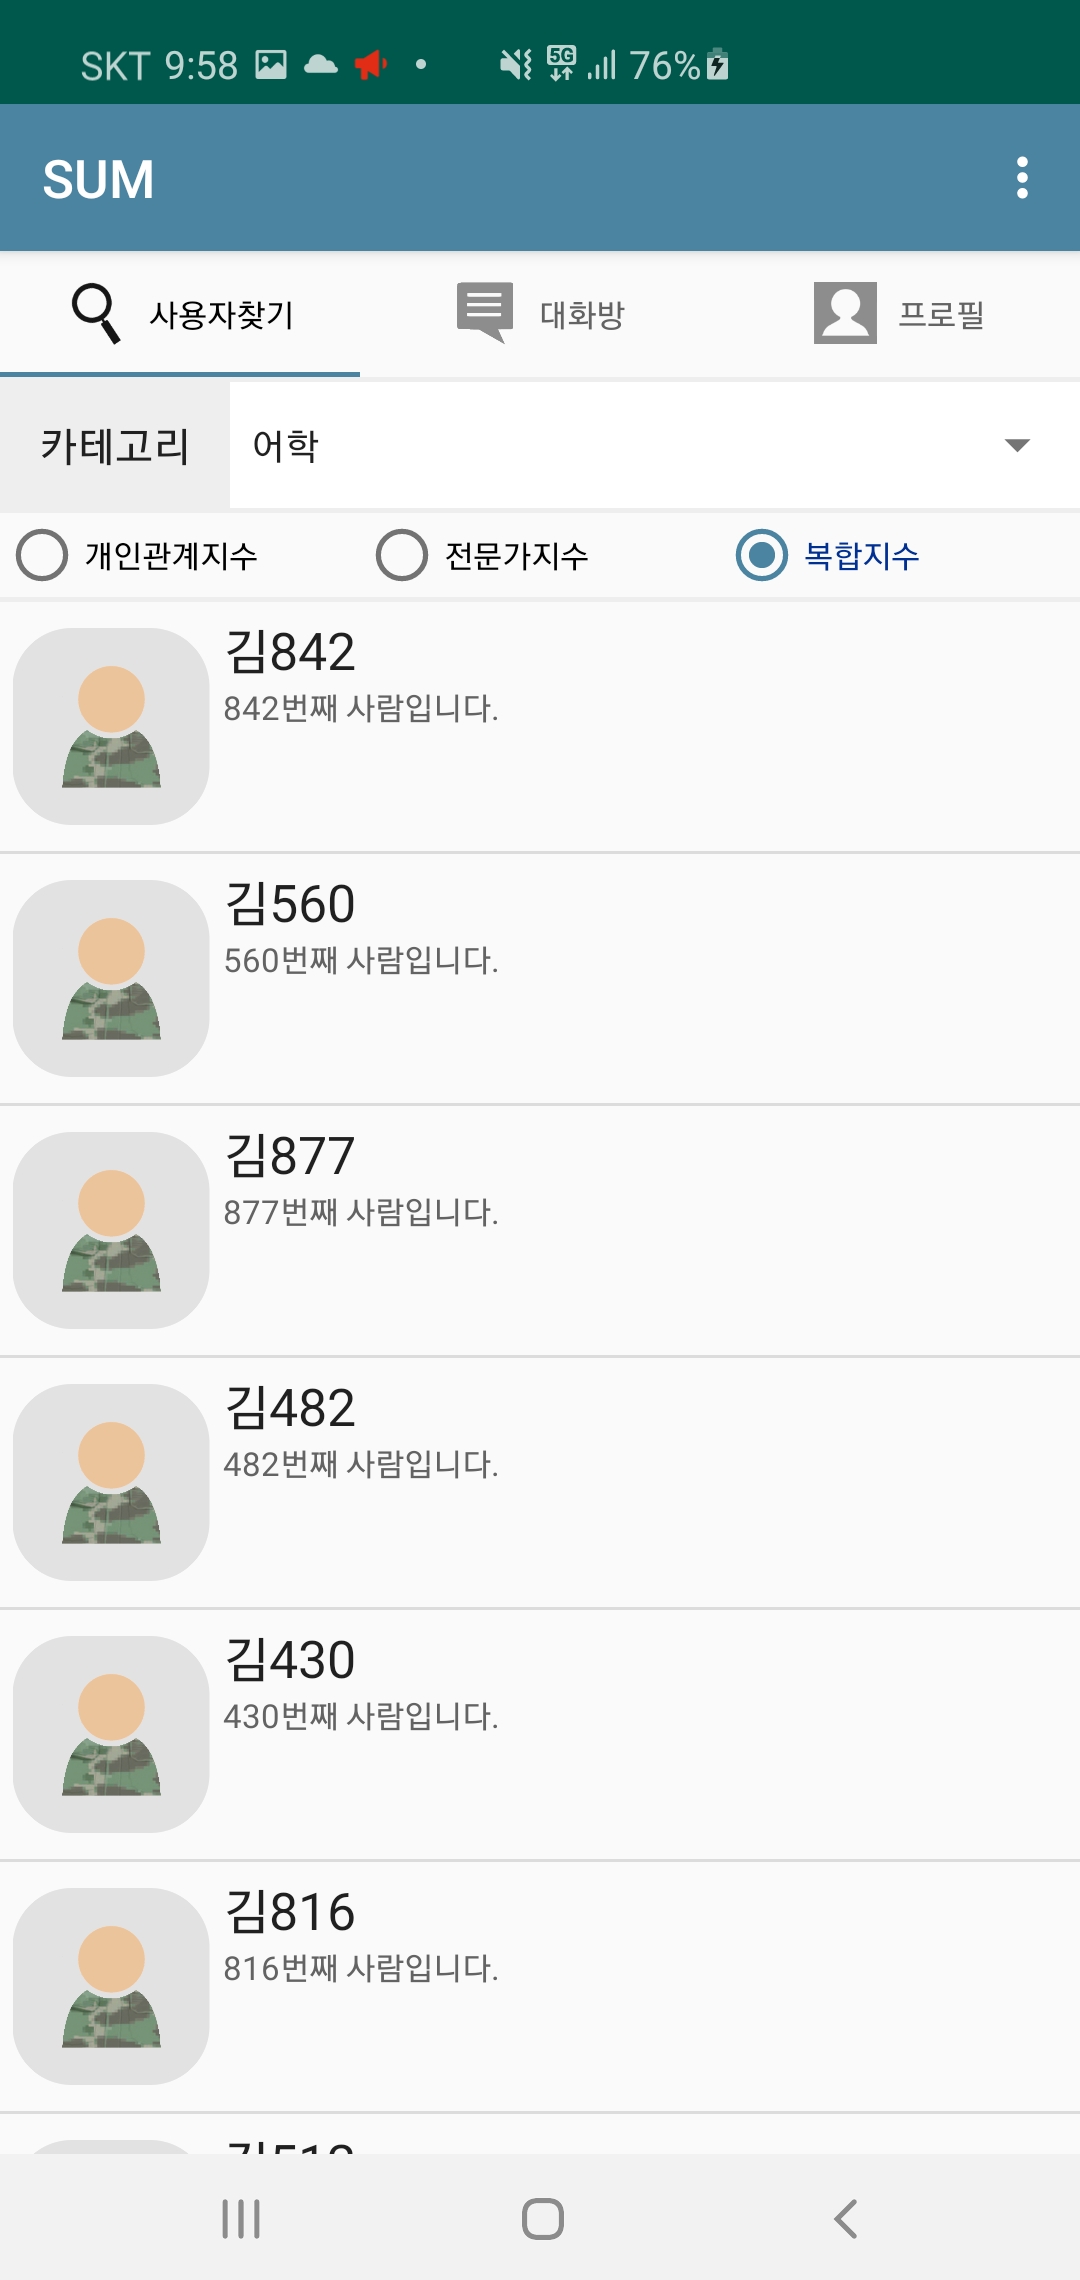 SKT 9:58 5G 76%
SUM
사용자찾기 대화방 프로필
카테고리 어학
개인관계지수 전문가지수 복합지수
김842
842번째 사람입니다.
김560
560번째 사람입니다.
김877
877번째 사람입니다.
김482
482번째 사람입니다.
김430
430번째 사람입니다.
김816
816번째 사람입니다.